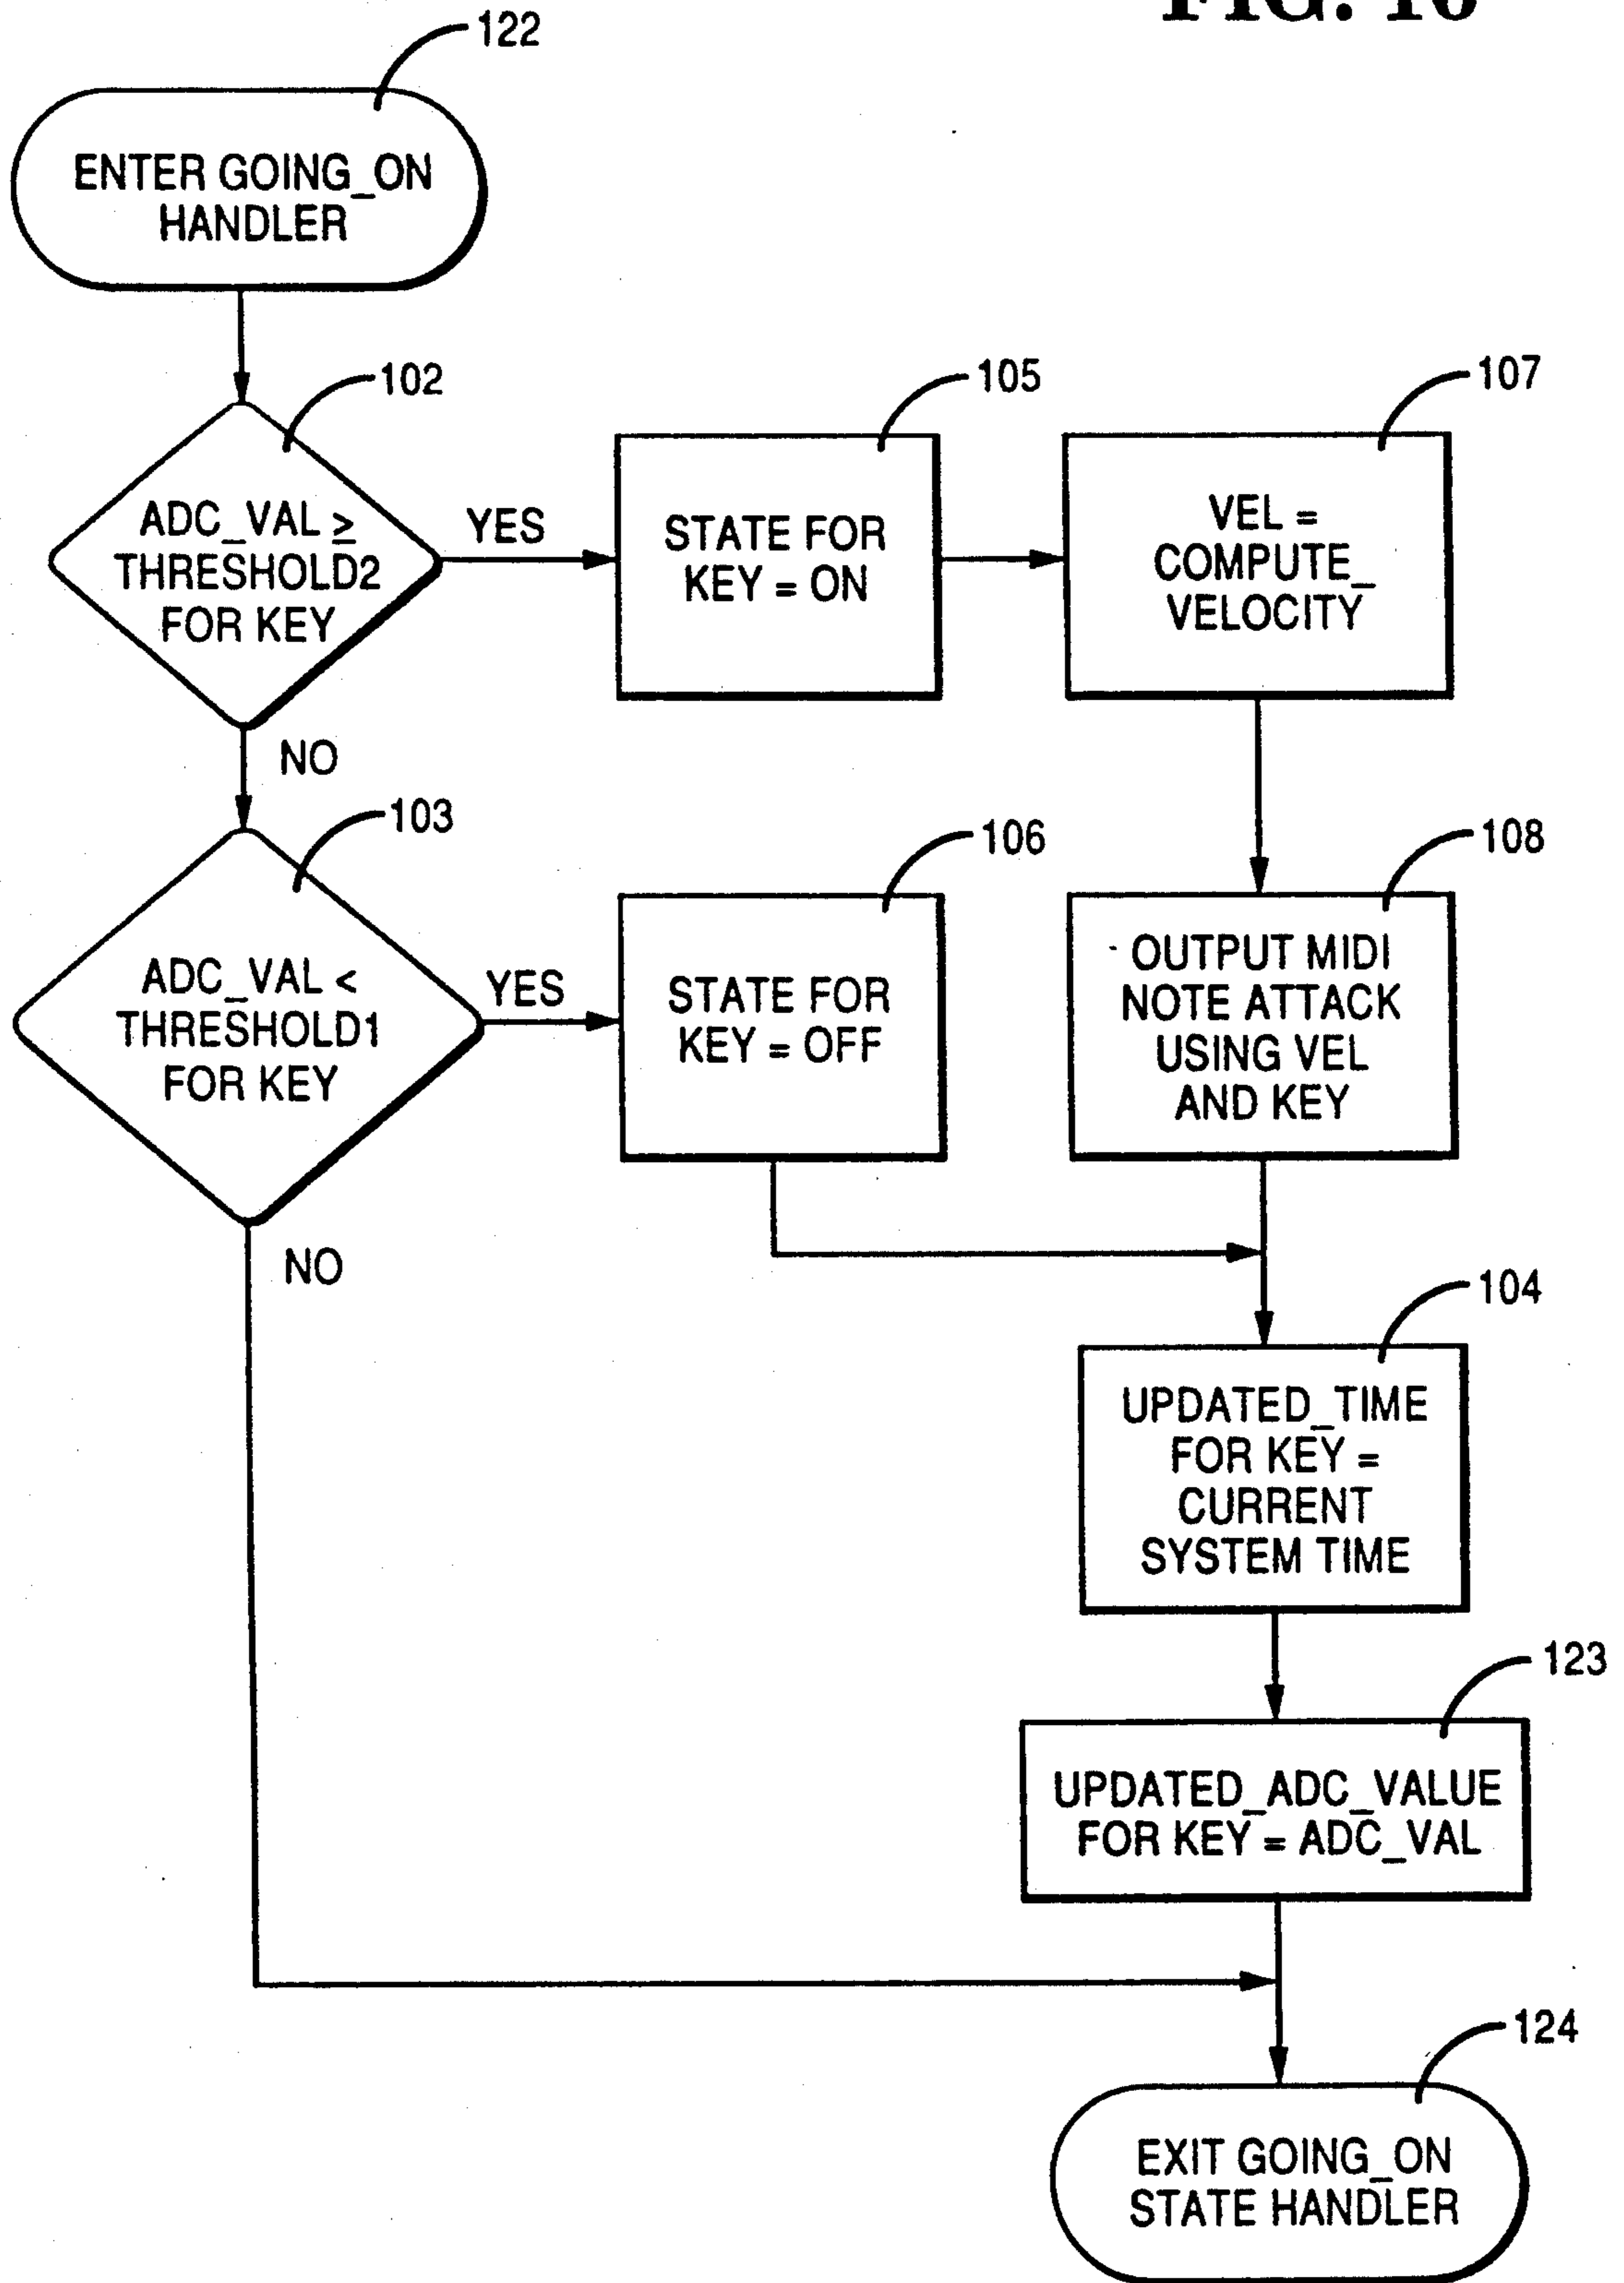 122
ENTER GOING_ON
HANDLER
102
ADC_VAL ≥
THRESHOLD2
FOR KEY
YES
105
STATE FOR
KEY = ON
107
VEL =
COMPUTE_
VELOCITY
NO
103
ADC_VAL <
THRESHOLD1
FOR KEY
YES
106
STATE FOR
KEY = OFF
108
OUTPUT MIDI
NOTE ATTACK
USING VEL
AND KEY
NO
104
UPDATED_TIME
FOR KEY =
CURRENT
SYSTEM TIME
123
UPDATED_ADC_VALUE
FOR KEY = ADC_VAL
124
EXIT GOING_ON
STATE HANDLER